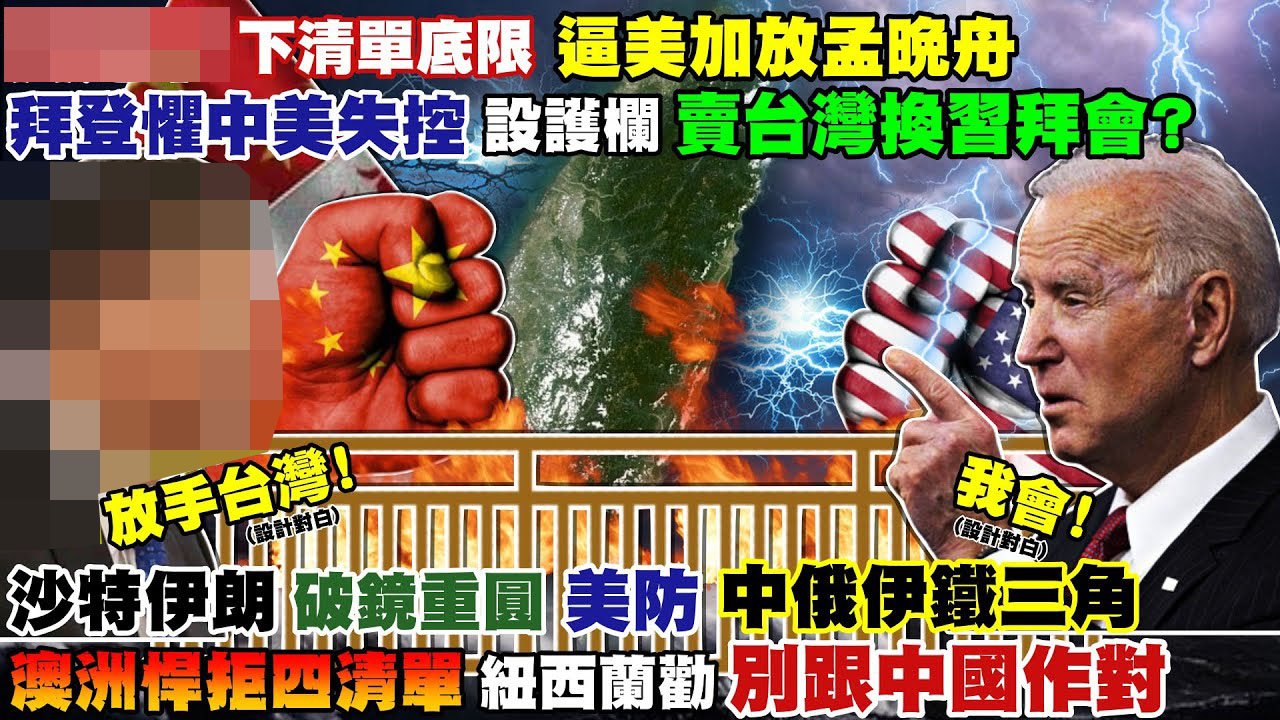 下清單底限 逼美加放孟晚舟
拜登懼中美失控 設護欄 賣台灣換習拜會?
放手台灣!
(設計對白)
我會!
(設計對白)
沙特伊朗 破鏡重圓 美防 中俄伊鐵三角
澳洲悍拒四清單 紐西蘭勸 別跟中國作對